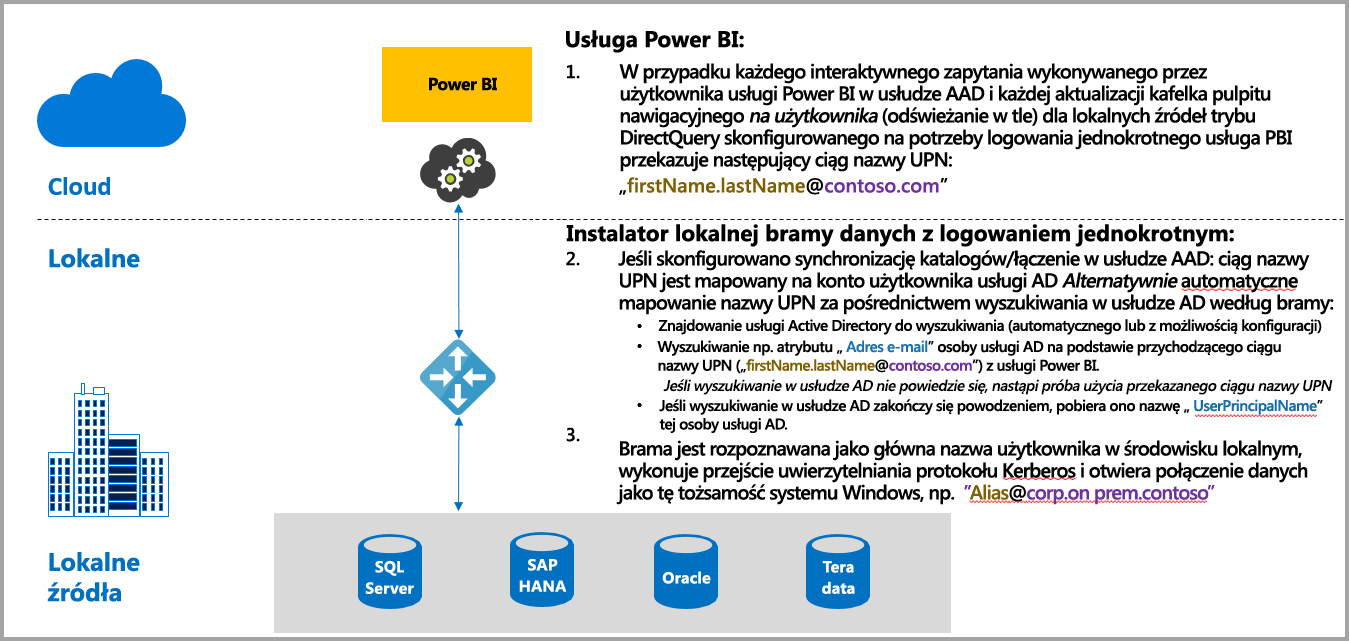 Usługa Power BI:
Power BI
1. W przypadku każdego interaktywnego zapytania wykonywanego przez
użytkownika usługi Power BI w usłudze AAD i każdej aktualizacji kafelka pulpitu
nawigacyjnego na użytkownika (odświeżanie w tle) dla lokalnych źródeł trybu
DirectQuery skonfigurowanego na potrzeby logowania jednokrotnego usługa PBI
przekazuje następujący ciąg nazwy UPN:
„firstName.lastName@contoso.com”
Cloud
Lokalne
Instalator lokalnej bramy danych z logowaniem jednokrotnym:
2. Jeśli skonfigurowano synchronizację katalogów/łączenie w usłudze AAD: ciąg nazwy
UPN jest mapowany na konto użytkownika usługi AD Alternatywnie automatyczne
mapowanie nazwy UPN za pośrednictwem wyszukiwania w usłudze AD według bramy:
• Znajdowanie usługi Active Directory do wyszukiwania (automatycznego lub z możliwością konfiguracji)
• Wyszukiwanie np. atrybutu „ Adres e-mail” osoby usługi AD na podstawie przychodzącego ciągu
nazwy UPN („firstName.lastName@contoso.com”) z usługi Power BI.
Jeśli wyszukiwanie w usłudze AD nie powiedzie się, nastąpi próba użycia przekazanego ciągu nazwy UPN
• Jeśli wyszukiwanie w usłudze AD zakończy się powodzeniem, pobiera ono nazwę „ UserPrincipalName”
tej osoby usługi AD.
3.
Brama jest rozpoznawana jako główna nazwa użytkownika w środowisku lokalnym,
wykonuje przejście uwierzytelniania protokołu Kerberos i otwiera połączenie danych
jako tę tożsamość systemu Windows, np. ”Alias@corp.on prem.contoso”
Lokalne
źródła
SQL
Server
SAP
HANA
Oracle
Tera
data